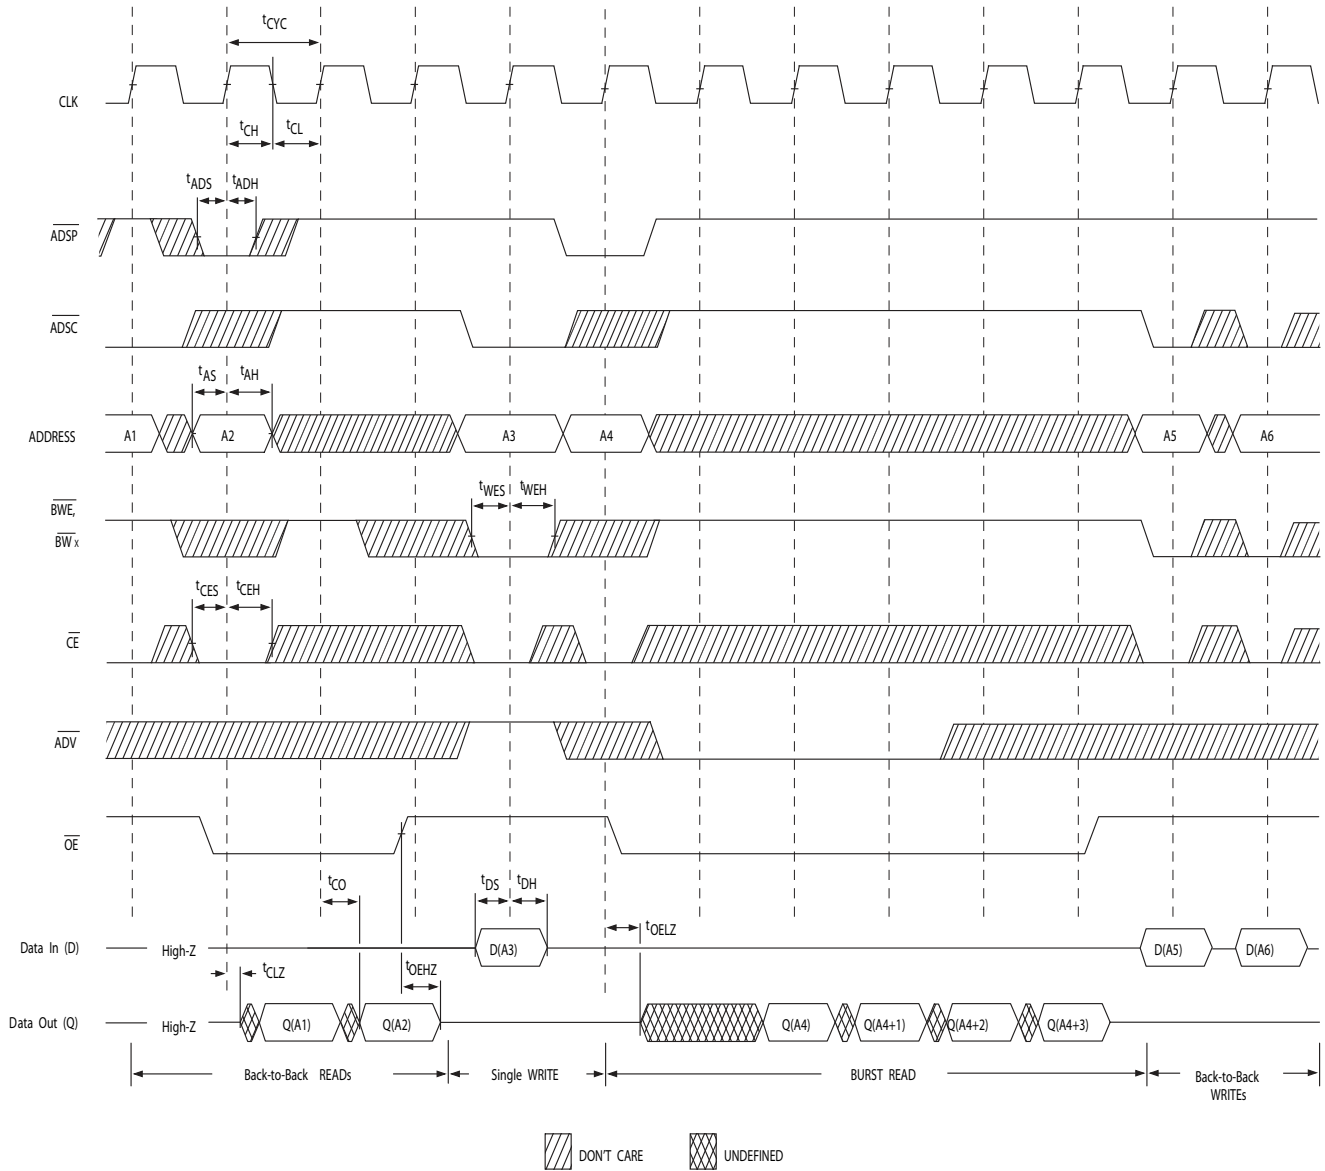 tCYC
CLK
tCH
tCL
tADS
tADH
ADSP
ADSC
tAS
tAH
ADDRESS
A1
A2
A3
A4
A5
A6
tWES
tWEH
BWE,
BW x
tCES
tCEH
CE
ADV
OE
tCO
tDS
tDH
tOELZ
Data In (D)
High-Z
D(A3)
D(A5)
D(A6)
tCLZ
tOEHZ
Data Out (Q)
High-Z
Q(A1)
Q(A2)
Q(A4)
Q(A4+1)
Q(A4+2)
Q(A4+3)
Back-to-Back READs
Single WRITE
BURST READ
Back-to-Back
WRITEs
DON'T CARE
UNDEFINED